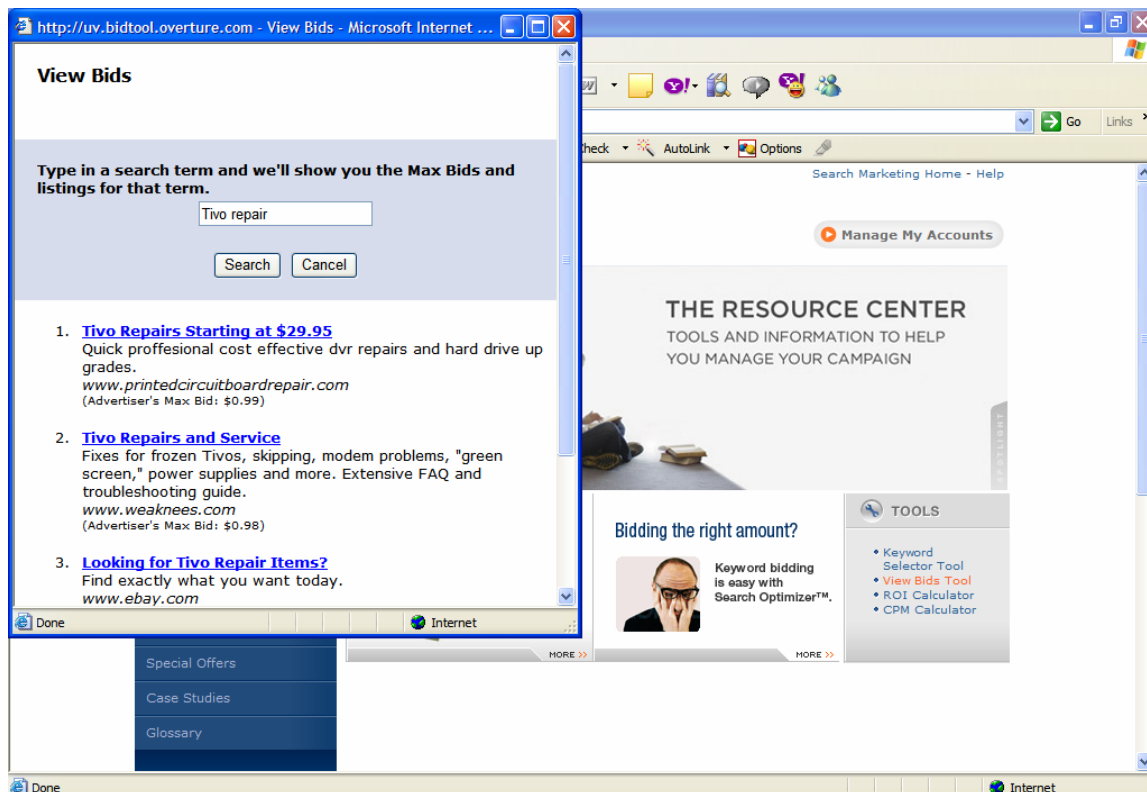 http://uv.bidtool.overture.com - View Bids - Microsoft Internet ...
View Bids
Type in a search term and we'll show you the Max Bids and
listings for that term.
Tivo repair
Search Cancel
1. Tivo Repairs Starting at $29.95
Quick proffesional cost effective dvr repairs and hard drive up
grades.
www.printedcircuitboardrepair.com
(Advertiser's Max Bid: $0.99)
2. Tivo Repairs and Service
Fixes for frozen Tivos, skipping, modem problems, "green
screen," power supplies and more. Extensive FAQ and
troubleshooting guide.
www.weaknees.com
(Advertiser's Max Bid: $0.98)
3. Looking for Tivo Repair Items?
Find exactly what you want today.
www.ebay.com
Done Internet
Go Links
AutoLink Options
Search Marketing Home - Help
Manage My Accounts
THE RESOURCE CENTER
TOOLS AND INFORMATION TO HELP
YOU MANAGE YOUR CAMPAIGN
SPOTLIGHT
Bidding the right amount?
Keyword bidding
is easy with
Search Optimizer™.
MORE >>
MORE >>
TOOLS
• Keyword
Selector Tool
• View Bids Tool
• ROI Calculator
• CPM Calculator
Special Offers
Case Studies
Glossary
Done Internet